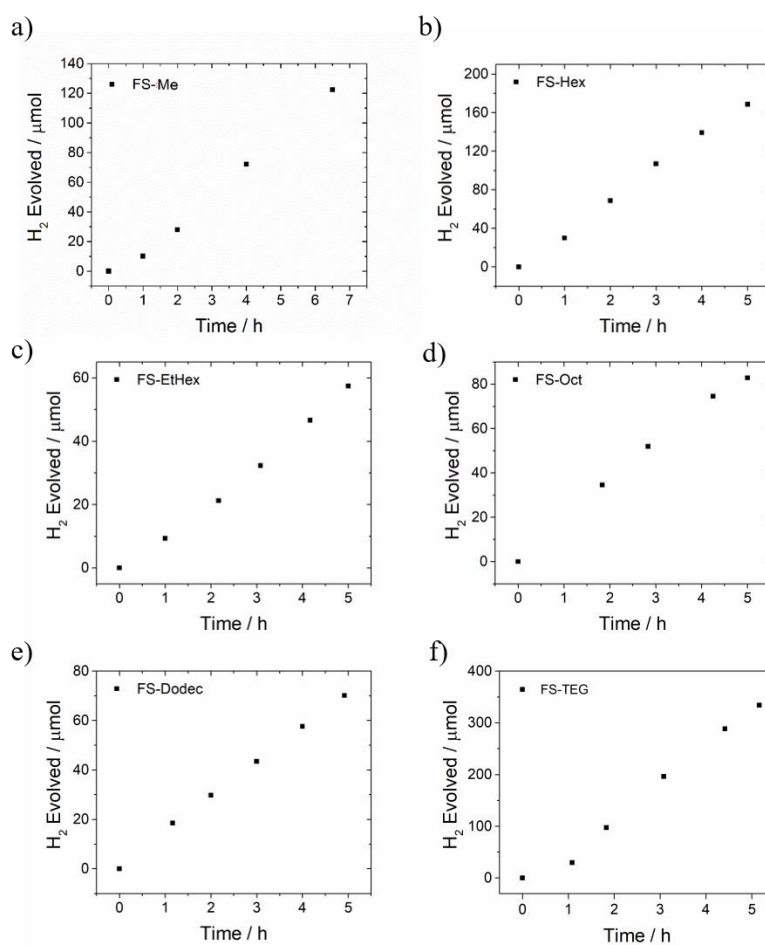 a)
FS-Me
H2 Evolved / μmol
140
120
100
80
60
40
20
0
0 1 2 3 4 5 6 7
Time / h
b)
FS-Hex
H2 Evolved / μmol
200
160
120
80
40
0
0 1 2 3 4 5
Time / h
c)
FS-EtHex
H2 Evolved / μmol
60
40
20
0
0 1 2 3 4 5
Time / h
d)
FS-Oct
H2 Evolved / μmol
80
60
40
20
0
0 1 2 3 4 5
Time / h
e)
FS-Dodec
H2 Evolved / μmol
80
60
40
20
0
0 1 2 3 4 5
Time / h
f)
FS-TEG
H2 Evolved / μmol
400
300
200
100
0
0 1 2 3 4 5
Time / h